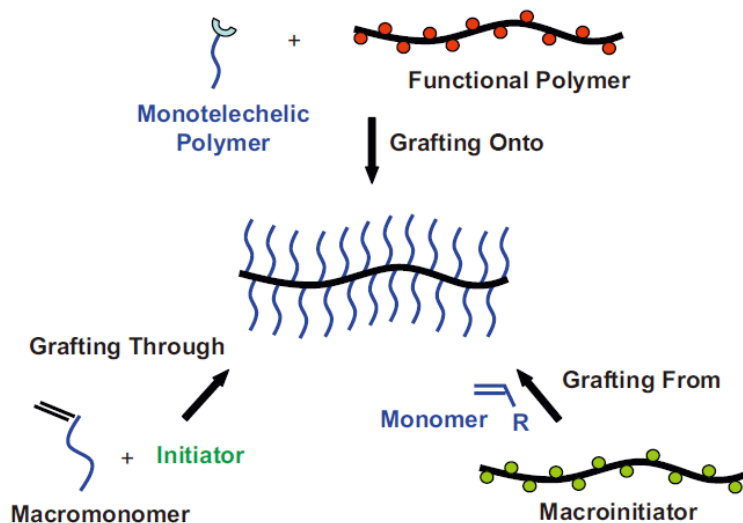 +
Functional Polymer
Monotelechelic
Polymer
Grafting Onto
Grafting Through
Grafting From
Monomer
R
+
Initiator
Macromonomer
Macroinitiator